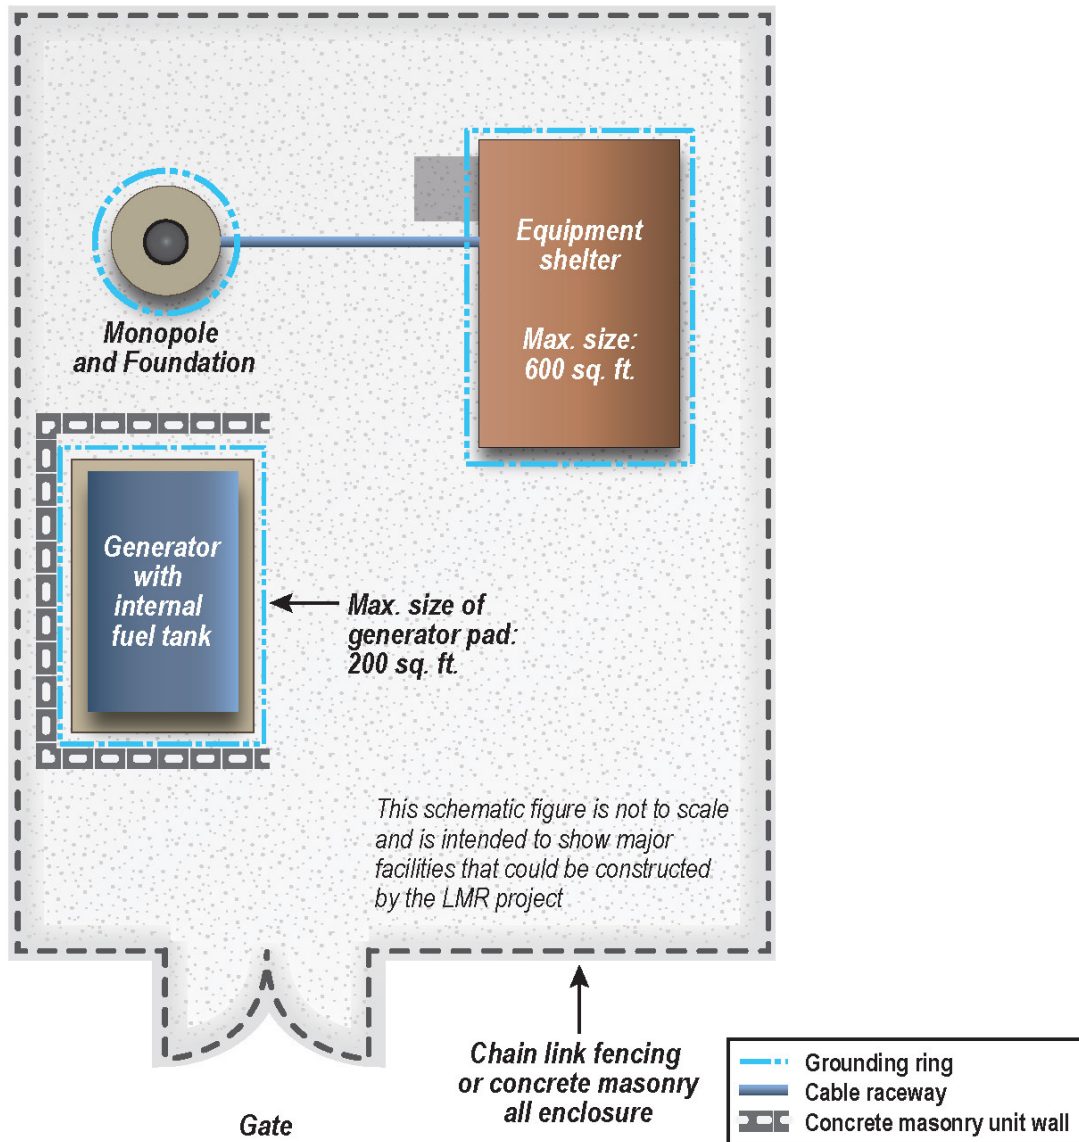 Equipment
shelter
Max. size:
600 sq. ft.
Monopole
and Foundation
Generator
with
internal
fuel tank
Max. size of
generator pad:
200 sq. ft.
This schematic figure is not to scale
and is intended to show major
facilities that could be constructed
by the LMR project
Chain link fencing
or concrete masonry
all enclosure
Gate
Grounding ring
Cable raceway
Concrete masonry unit wall